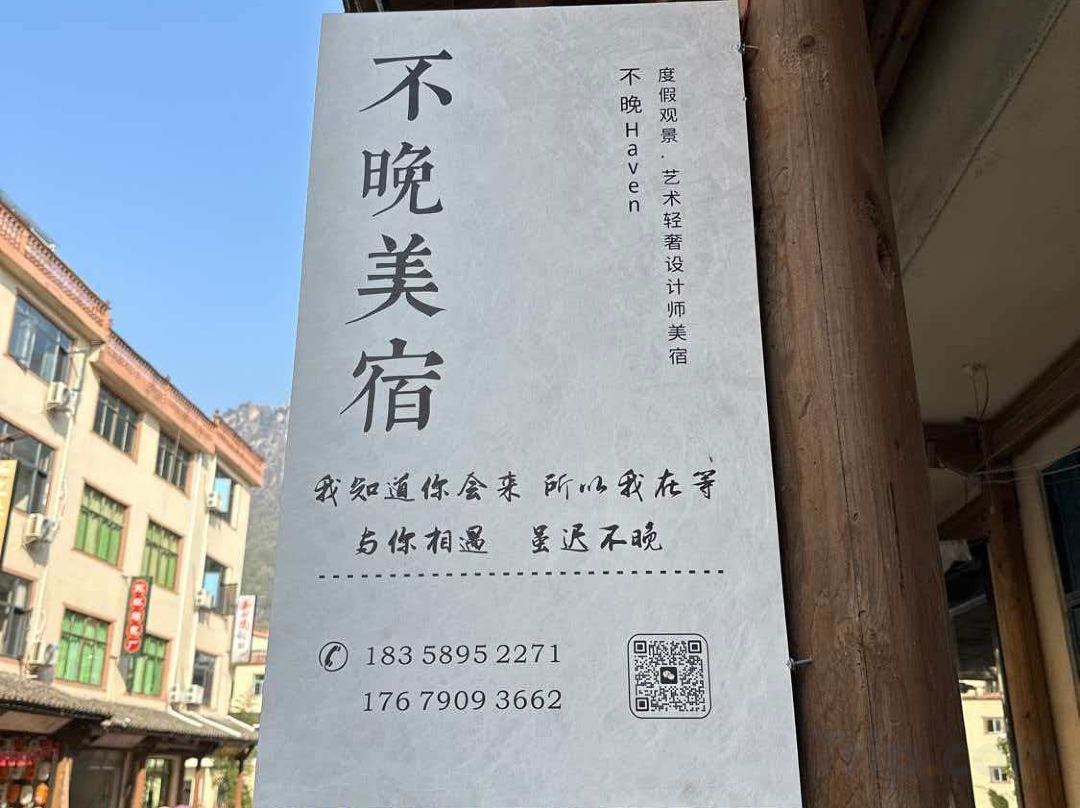 不晚美宿
度假观景·艺术轻奢设计师美宿
不晚Haven
我知道你会来 所以我在等
与你相遇 虽迟不晚
183 5895 2271
176 7909 3662